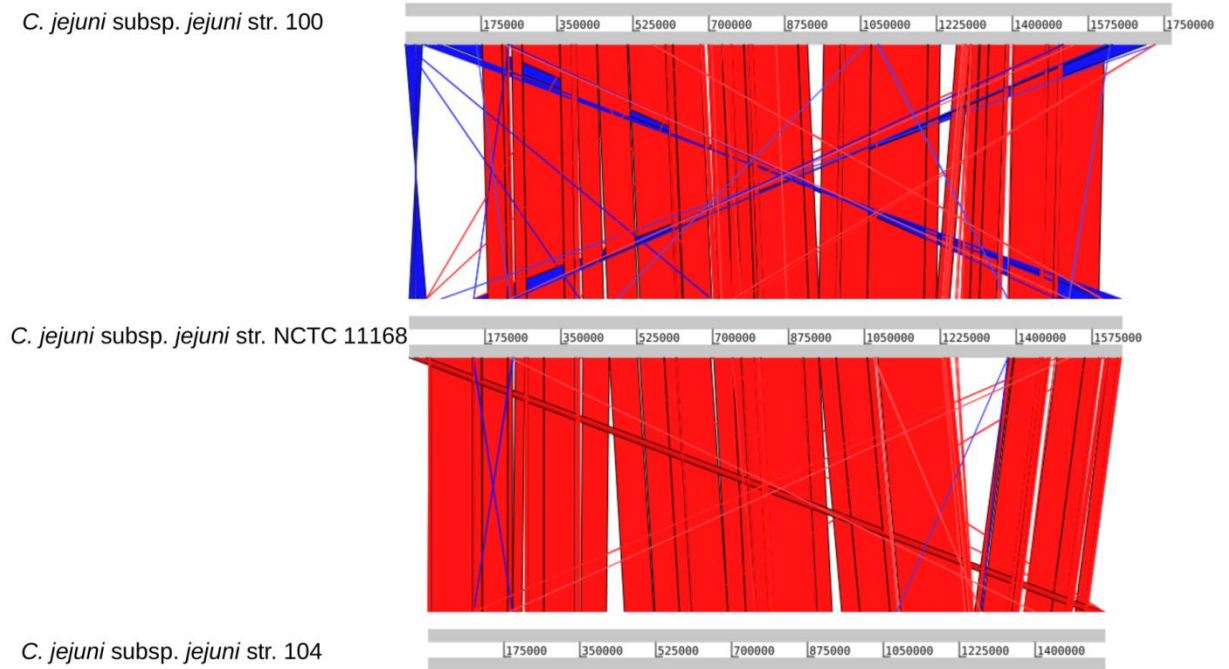 C. jejuni subsp. jejuni str. 100
175000 350000 525000 700000 875000 1050000 1225000 1400000 1575000 1750000
C. jejuni subsp. jejuni str. NCTC 11168
175000 350000 525000 700000 875000 1050000 1225000 1400000 1575000
C. jejuni subsp. jejuni str. 104
175000 350000 525000 700000 875000 1050000 1225000 1400000